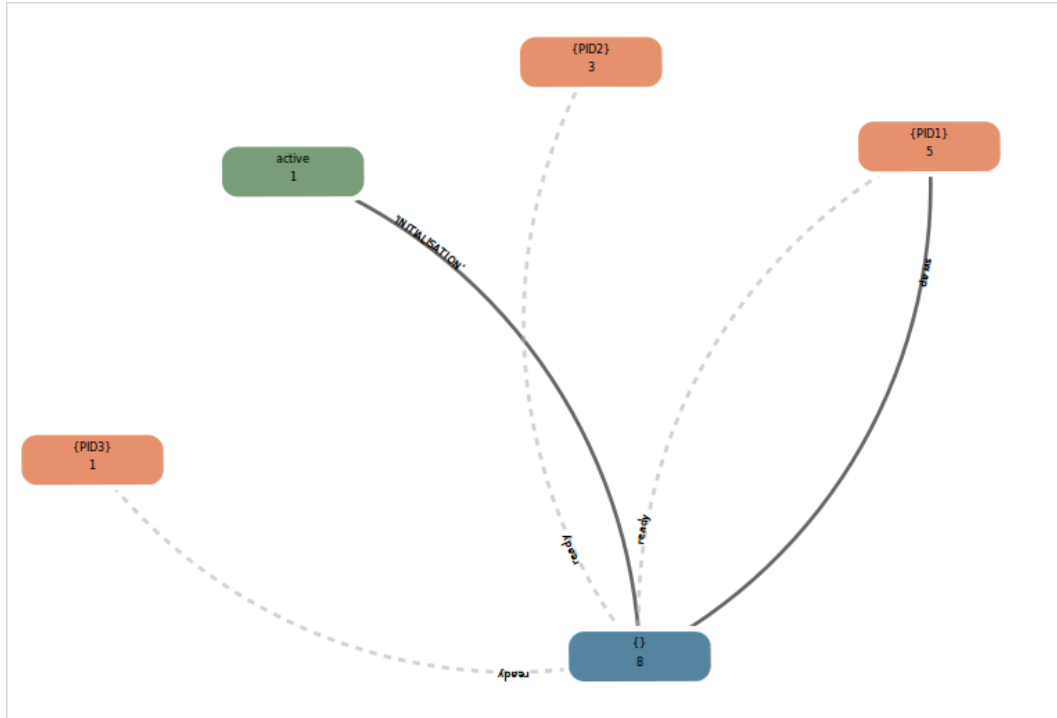 {PID2}
3
{PID1}
5
active
1
'INITIALISATION'
swap
{PID3}
1
ready
ready
ready
{}
8